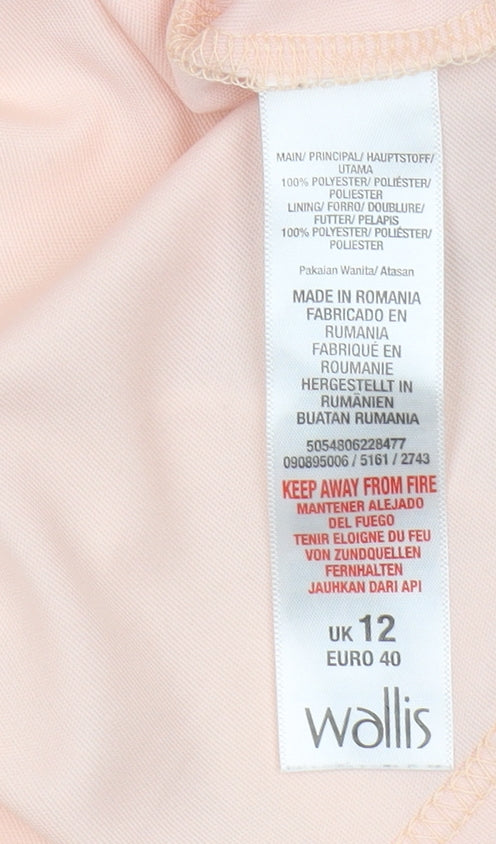 MAIN/ PRINCIPAL/ HAUPTSTOFF/
UTAMA
100% POLYESTER/ POLIÉSTER/
POLIESTER
LINING/ FORRO/ DOUBLURE/
FUTTER/ PELAPIS
100% POLYESTER/ POLIÉSTER/
POLIESTER
Pakaian Wanita/ Atasan
MADE IN ROMANIA
FABRICADO EN
RUMANIA
FABRIQUÉ EN
ROUMANIE
HERGESTELLT IN
RUMÄNIEN
BUATAN RUMANIA
5054806228477
090895006 / 5161 / 2743
KEEP AWAY FROM FIRE
MANTENER ALEJADO
DEL FUEGO
TENIR ELOIGNE DU FEU
VON ZUNDQUELLEN
FERNHALTEN
JAUHKAN DARI API
UK 12
EURO 40
wallis